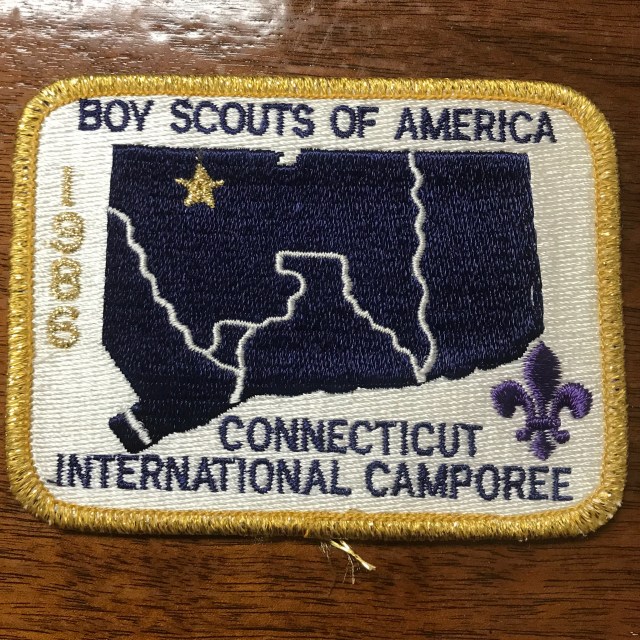 BOY SCOUTS OF AMERICA
1986
CONNECTICUT
INTERNATIONAL CAMPOREE